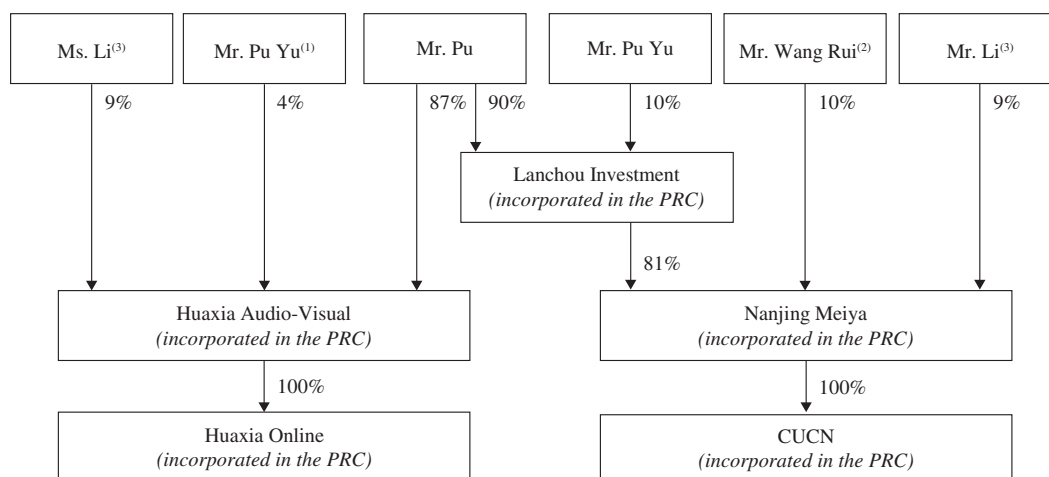 Ms. Li(3)
Mr. Pu Yu(1)
Mr. Pu
Mr. Pu Yu
Mr. Wang Rui(2)
Mr. Li(3)
9%
4%
87%
90%
10%
10%
9%
Lanchou Investment
(incorporated in the PRC)
81%
Huaxia Audio-Visual
(incorporated in the PRC)
Nanjing Meiya
(incorporated in the PRC)
100%
100%
Huaxia Online
(incorporated in the PRC)
CUCN
(incorporated in the PRC)